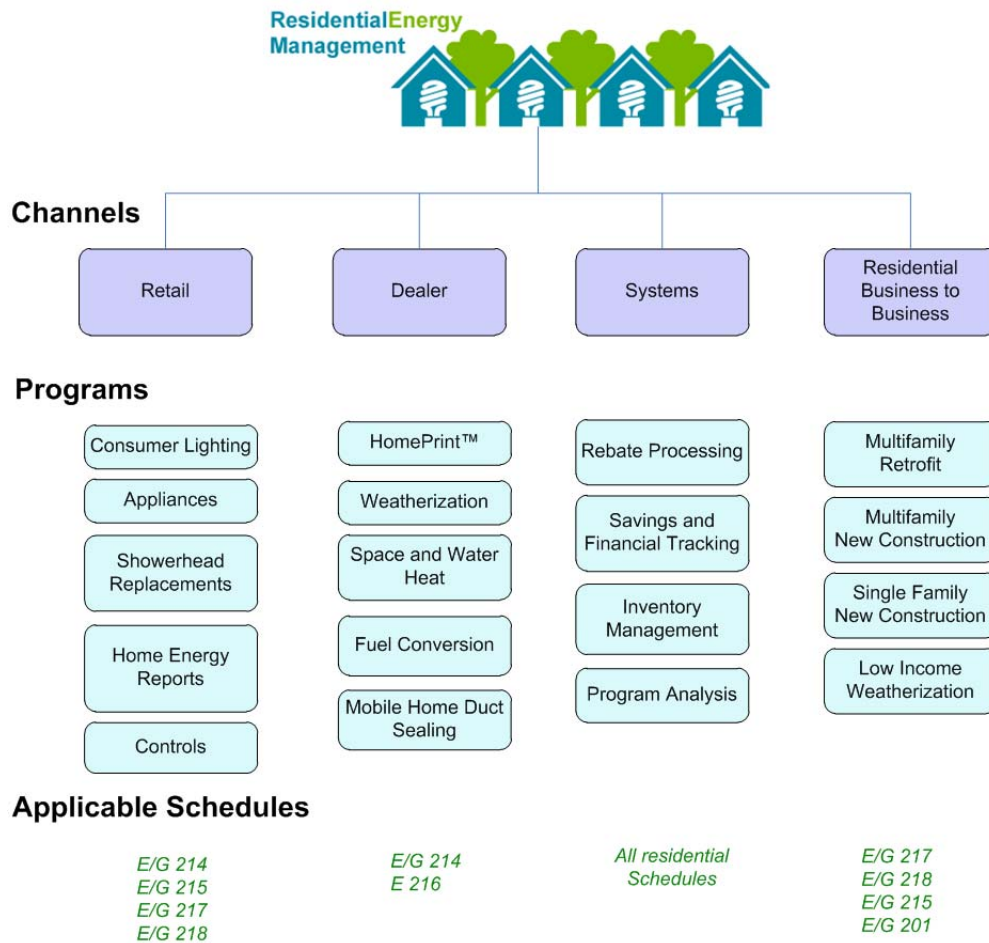 ResidentialEnergy
Management
Channels
Retail
Dealer
Systems
Residential
Business to
Business
Programs
Consumer Lighting
Appliances
Showerhead
Replacements
Home Energy
Reports
Controls
HomePrint™
Weatherization
Space and Water
Heat
Fuel Conversion
Mobile Home Duct
Sealing
Rebate Processing
Savings and
Financial Tracking
Inventory
Management
Program Analysis
Multifamily
Retrofit
Multifamily
New Construction
Single Family
New Construction
Low Income
Weatherization
Applicable Schedules
E/G 214
E/G 215
E/G 217
E/G 218
E/G 214
E 216
All residential
Schedules
E/G 217
E/G 218
E/G 215
E/G 201